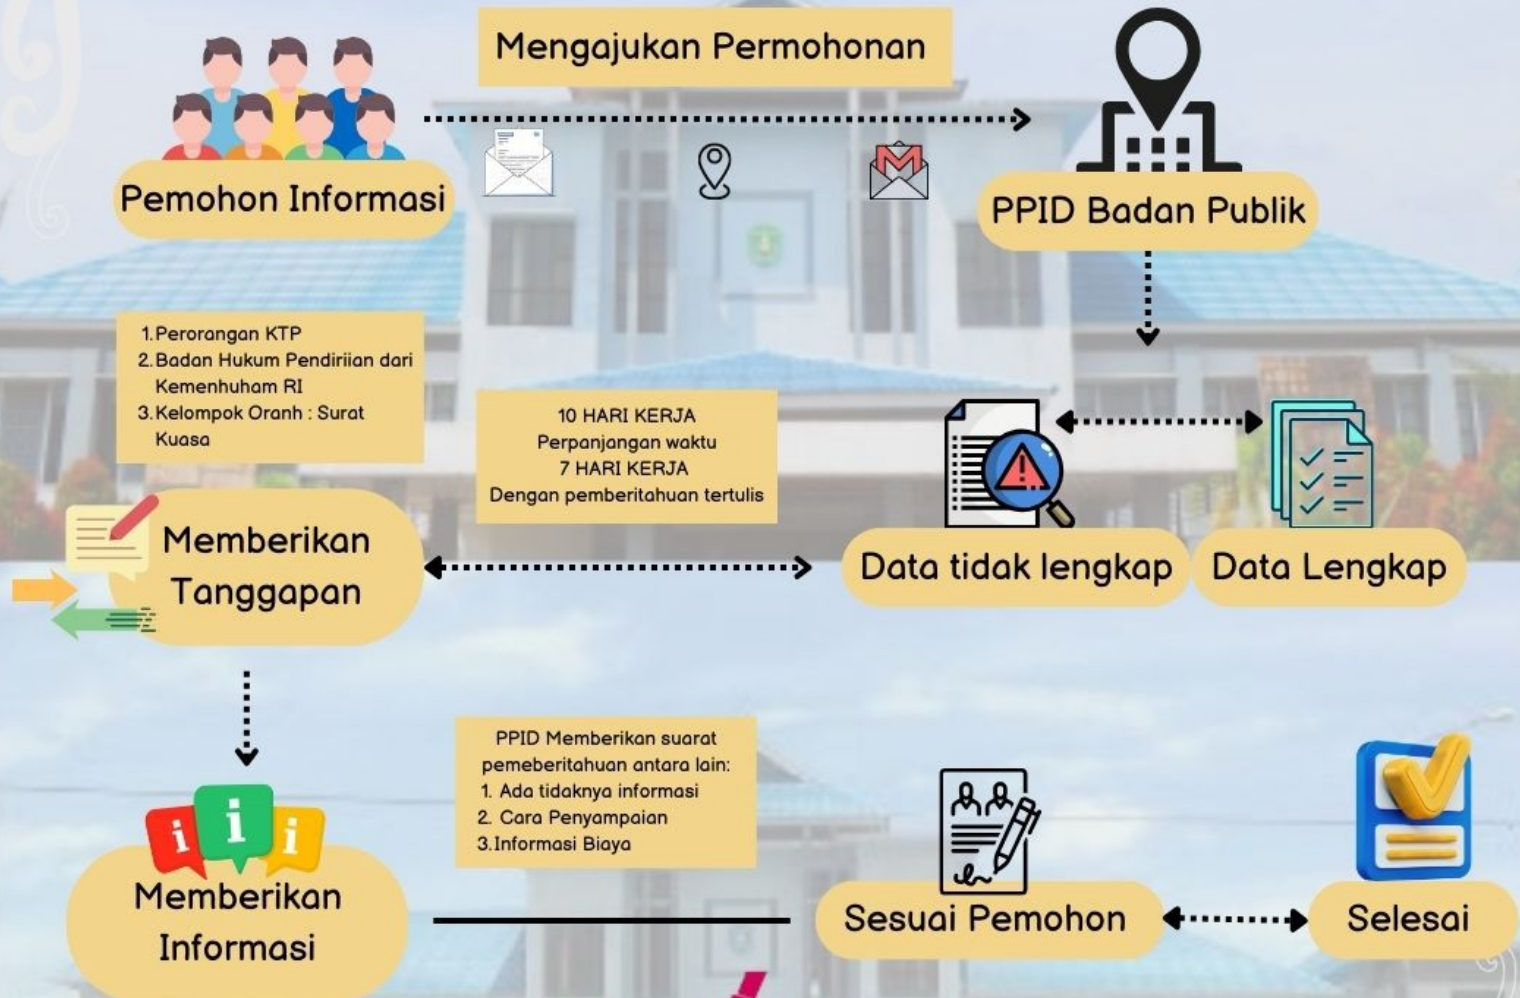 Mengajukan Permohonan
Pemohon Informasi
PPID Badan Publik
1.Perorangan KTP
2.Badan Hukum Pendiriian dari
Kemenhuham RI
3.Kelompok Oranh : Surat
Kuasa
10 HARI KERJA
Perpanjangan waktu
7 HARI KERJA
Dengan pemberitahuan tertulis
Memberikan
Tanggapan
Data tidak lengkap
Data Lengkap
PPID Memberikan suarat
pemeberitahuan antara lain:
1. Ada tidaknya informasi
2. Cara Penyampaian
3.Informasi Biaya
Memberikan
Informasi
Sesuai Pemohon
Selesai